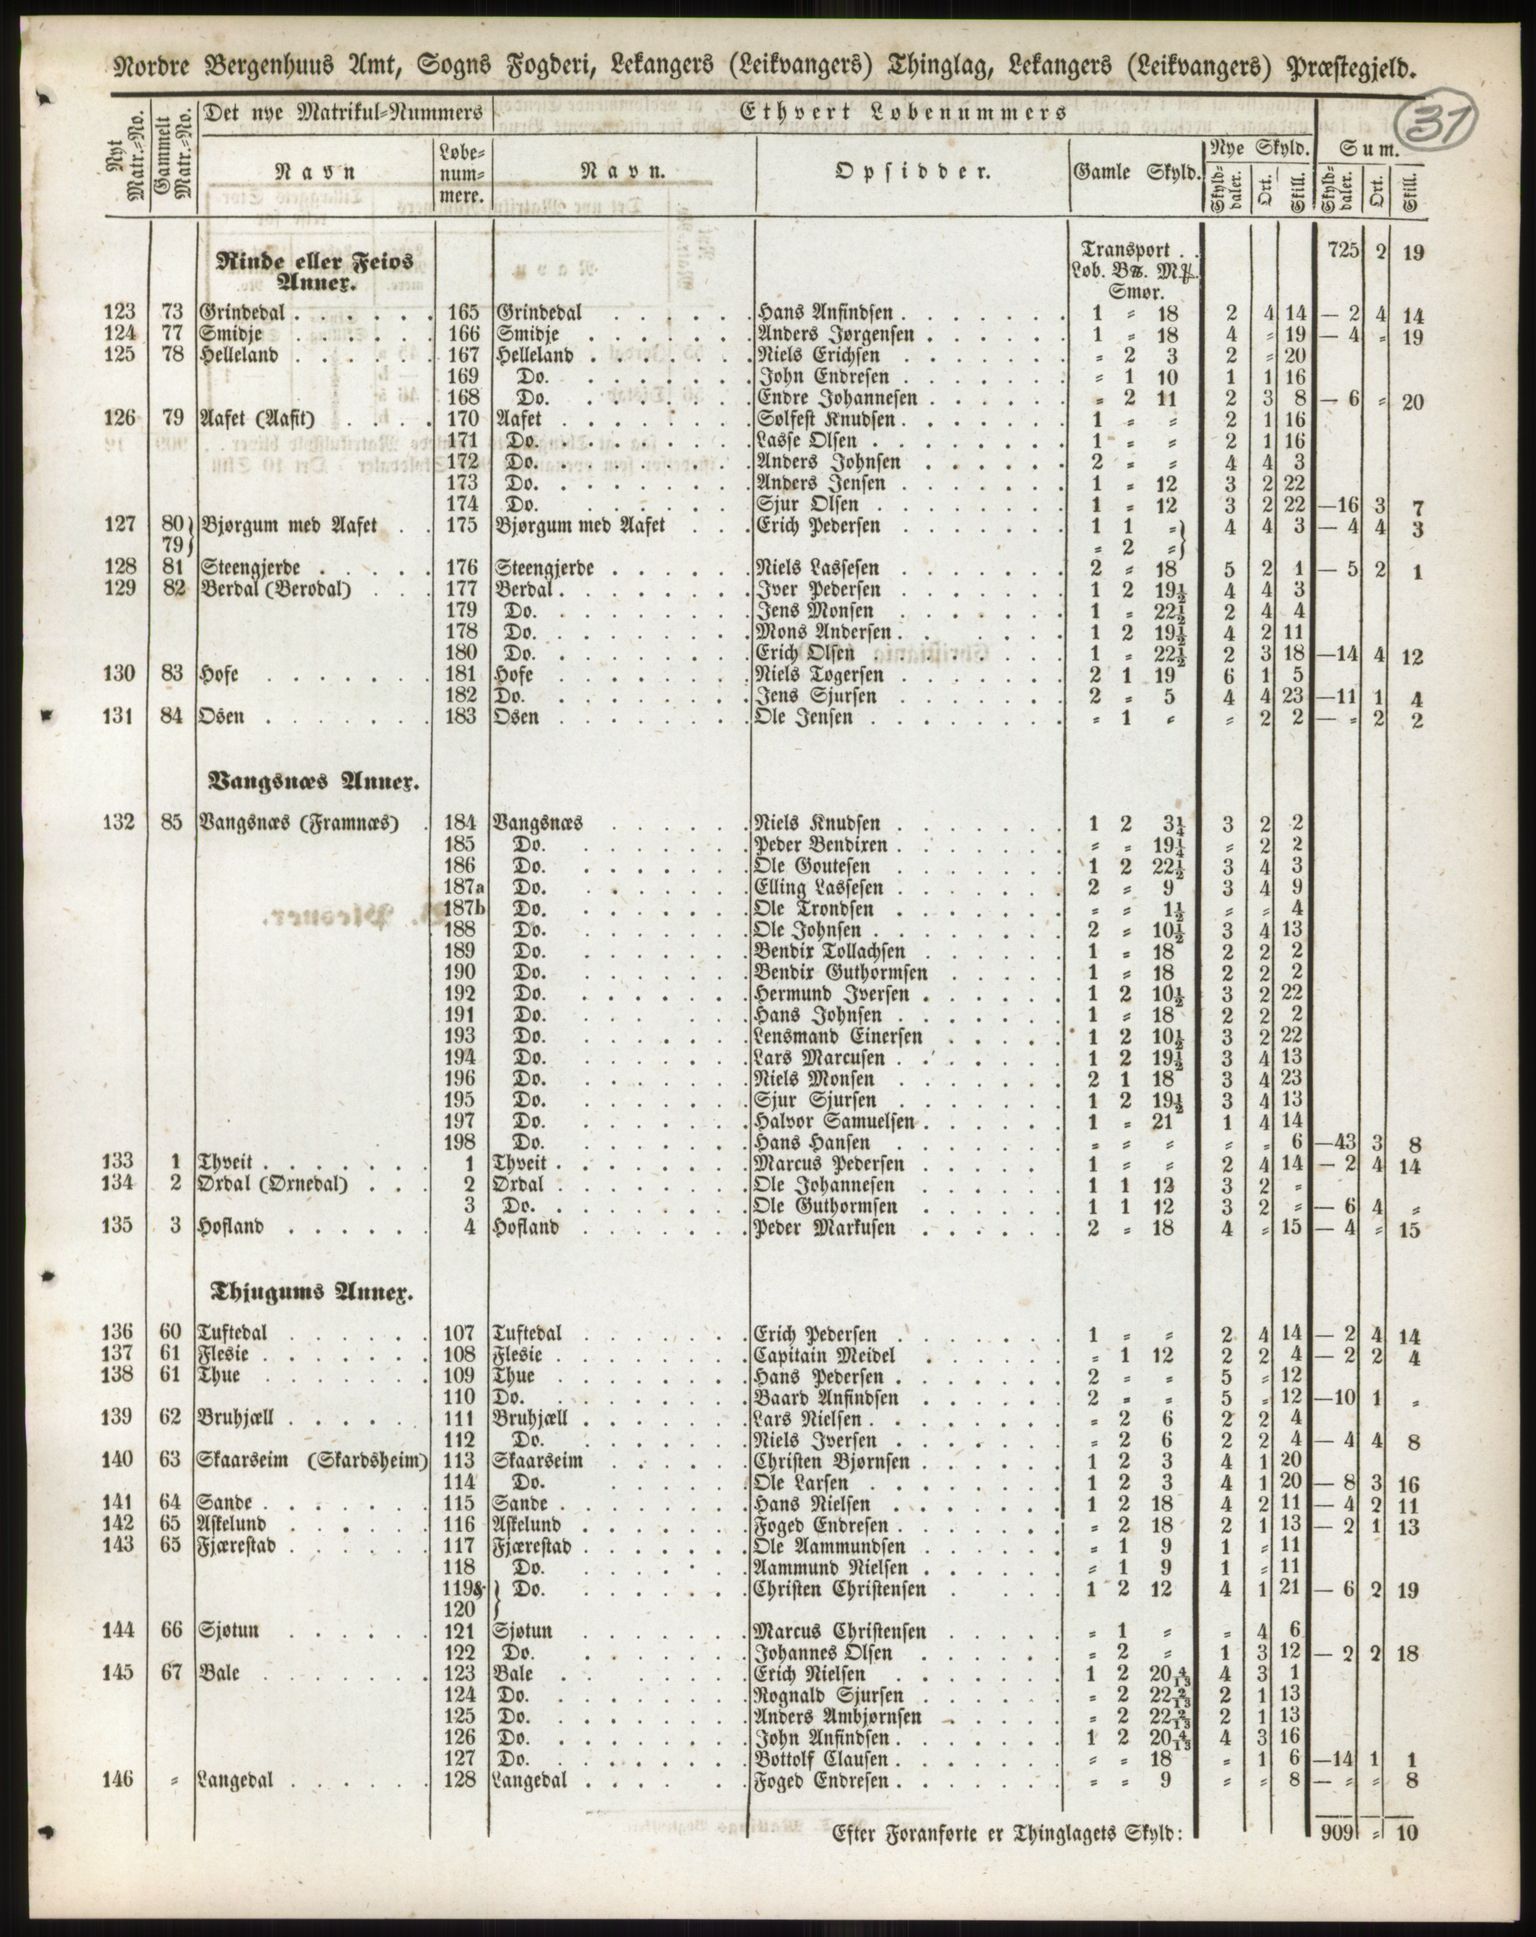 Nordre Bergenhuus Amt, Sogns Fogderi, Lekangers (Leikvangers) Thinglag, Lekangers (Leikvangers) Præstegjeld.
31
Nyt Matr.-No. Gammelt Matr.-No. Det nye Matrikul-Nummers Ethvert Løbenummers
Navn Løbe-nummere. Navn. Opsidder. Gamle Skyld. Nye Skyld. Sum.
Skylddaler. Ort. Skill. Skylddaler. Ort. Skill.
Transport . . 725 2 19
Rinde eller Feios Annex. Løb. B℔. M.℔. Smør.
123 73 Grindedal 165 Grindedal Hans Anfindsen 1 " 18 2 4 14 — 2 4 14
124 77 Smidje 166 Smidje Anders Jørgensen 1 " 18 4 " 19 — 4 " 19
125 78 Helleland 167 Helleland Niels Erichsen " 2 3 2 " 20
169 Do. John Endresen " 1 10 1 1 16
168 Do. Endre Johannesen " 2 11 2 3 8 — 6 " 20
126 79 Aafet (Aafit) 170 Aafet Sølfest Knudsen 1 " " 2 1 16
171 Do. Lasse Olsen 1 " " 2 1 16
172 Do. Anders Johnsen 2 " " 4 4 3
173 Do. Anders Jensen 1 " 12 3 2 22
174 Do. Sjur Olsen 1 " 12 3 2 22 —16 3 7
127 80} Bjørgum med Aafet 175 Bjørgum med Aafet Erich Pedersen 1 1 "} 4 4 3 — 4 4 3
79} " 2 "}
128 81 Steengjerde 176 Steengjerde Niels Lassesen 2 " 18 5 2 1 — 5 2 1
129 82 Berdal (Berodal) 177 Berdal Iver Pedersen 1 2 19½ 4 4 3
179 Do. Jens Monsen 1 " 22½ 2 4 4
178 Do. Mons Andersen 1 2 19½ 4 2 11
180 Do. Erich Olsen 1 " 22½ 2 3 18 —14 4 12
130 83 Hofe 181 Hofe Niels Togersen 2 1 19 6 1 5
182 Do. Jens Sjursen 2 " 5 4 4 23 —11 1 4
131 84 Osen 183 Osen Ole Jensen " 1 " " 2 2 — " 2 2
Vangsnæs Annex.
132 85 Vangsnæs (Framnæs) 184 Vangsnæs Niels Knudsen 1 2 3¼ 3 2 2
185 Do. Peder Bendixen " " 19¼ " 2 2
186 Do. Ole Goutesen 1 2 22½ 3 4 3
187a Do. Elling Lassesen 2 " 9 3 4 9
187b Do. Ole Trondsen " " 1½ " " 4
188 Do. Ole Johnsen 2 " 10½ 3 4 13
189 Do. Bendix Tollachsen 1 " 18 2 2 2
190 Do. Bendix Guthormsen 1 " 18 2 2 2
192 Do. Hermund Iversen 1 2 10½ 3 2 22
191 Do. Hans Johnsen 1 " 18 2 2 2
193 Do. Lensmand Einersen 1 2 10½ 3 2 22
194 Do. Lars Marcusen 1 2 19½ 3 4 13
196 Do. Niels Monsen 2 1 18 3 4 23
195 Do. Sjur Sjursen 1 2 19½ 3 4 13
197 Do. Halvor Samuelsen 1 " 21 1 4 14
198 Do. Hans Hansen " " " " " 6 —43 3 8
133 1 Thveit 1 Thveit Marcus Pedersen 1 " " 2 4 14 — 2 4 14
134 2 Ørdal (Ørnedal) 2 Ørdal Ole Johannesen 1 1 12 3 2 "
3 Do. Ole Guthormsen 1 1 12 3 2 " — 6 4 "
135 3 Hofland 4 Hofland Peder Markusen 2 " 18 4 " 15 — 4 " 15
Thjugums Annex.
136 60 Tuftedal 107 Tuftedal Erich Pedersen 1 " " 2 4 14 — 2 4 14
137 61 Flesie 108 Flesie Capitain Meidel " 1 12 2 2 4 — 2 2 4
138 61 Thue 109 Thue Hans Pedersen 2 " " 5 " 12
110 Do. Baard Anfindsen 2 " " 5 " 12 —10 1 "
139 62 Bruhjæll 111 Bruhjæll Lars Nielsen " 2 6 2 2 4
112 Do. Niels Iversen " 2 6 2 2 4 — 4 4 8
140 63 Skaarseim (Skardsheim) 113 Skaarseim Christen Bjørnsen 1 2 3 4 1 20
114 Do. Ole Larsen 1 2 3 4 1 20 — 8 3 16
141 64 Sande 115 Sande Hans Nielsen 1 2 18 4 2 11 — 4 2 11
142 65 Askelund 116 Askelund Foged Endresen " 2 18 2 1 13 — 2 1 13
143 65 Fjærestad 117 Fjærestad Ole Aammundsen " 1 9 1 " 11
118 Do. Aammund Nielsen " 1 9 1 " 11
119& } Do. Christen Christensen 1 2 12 4 1 21 — 6 2 19
120 }
144 66 Sjøtun 121 Sjøtun Marcus Christensen " 1 " " 4 6
122 Do. Johannes Olsen " 2 " 1 3 12 — 2 2 18
145 67 Bale 123 Bale Erich Nielsen 1 2 20 4/13 4 3 1
124 Do. Rognald Sjursen " 2 22 2/13 2 1 13
125 Do. Anders Ambjørnsen " 2 22 2/13 2 1 13
126 Do. John Anfindsen 1 2 20 4/13 4 3 16
127 Do. Bottolf Clausen " " 18 " 1 6 —14 1 1
146 " Langedal 128 Langedal Foged Endresen " " 9 " " 8 — " " 8
Efter Foranførte er Thinglagets Skyld: 909 " 10